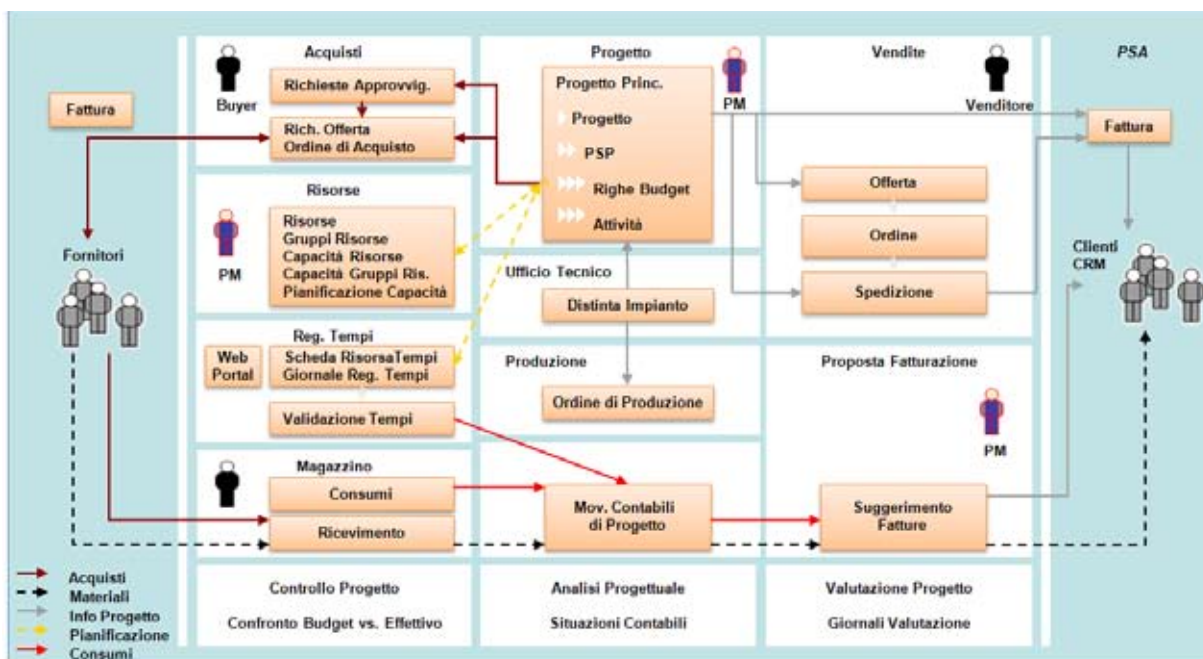 Acquisti
Progetto
Vendite
PSA
Buyer
Richieste Approvvig.
Rich. Offerta
Ordine di Acquisto
Fattura
Progetto Princ.
Progetto
PSP
Righe Budget
Attività
PM
Venditore
Fattura
Offerta
Ordine
Spedizione
Risorse
PM
Risorse
Gruppi Risorse
Capacità Risorse
Capacità Gruppi Ris.
Pianificazione Capacità
Fornitori
Clienti
CRM
Ufficio Tecnico
Distinta Impianto
Reg. Tempi
Web
Portal
Scheda RisorsaTempi
Giornale Reg. Tempi
Validazione Tempi
Produzione
Ordine di Produzione
Proposta Fatturazione
PM
Magazzino
Consumi
Ricevimento
Mov. Contabili
di Progetto
Suggerimento
Fatture
Acquisti
Materiali
Info Progetto
Pianificazione
Consumi
Controllo Progetto
Confronto Budget vs. Effettivo
Analisi Progettuale
Situazioni Contabili
Valutazione Progetto
Giornali Valutazione